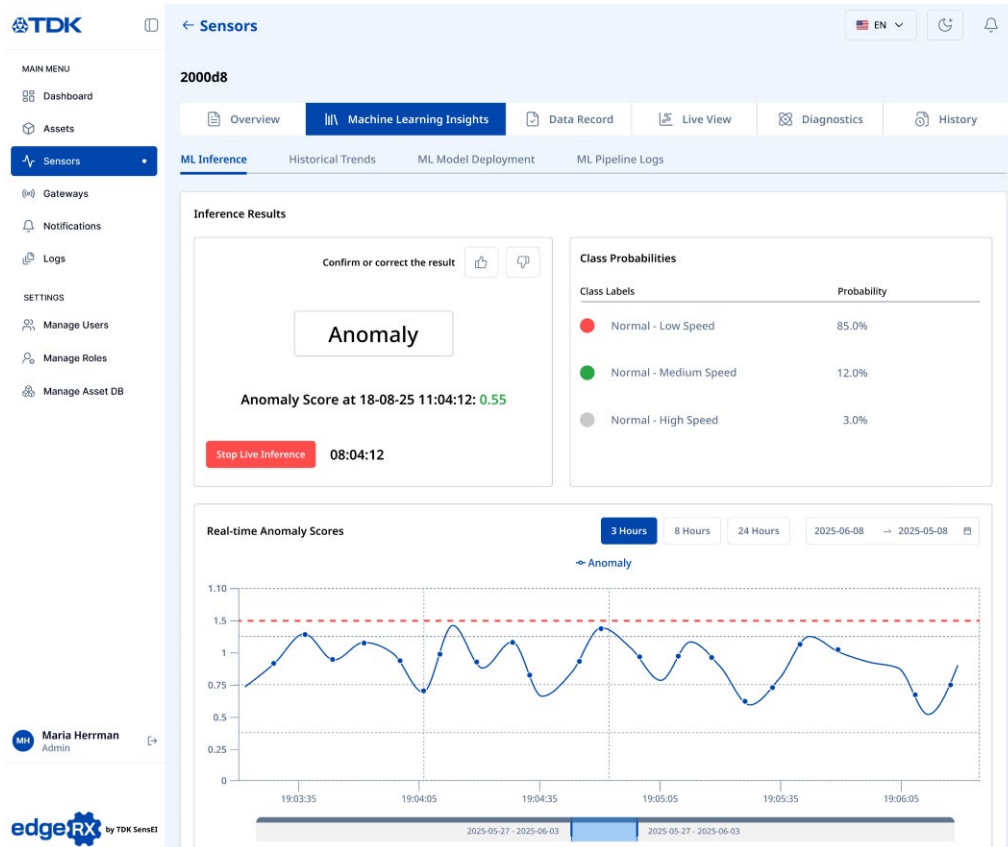 TDK
← Sensors
EN
MAIN MENU
2000d8
Dashboard
Assets
Sensors
Gateways
Notifications
Logs
SETTINGS
Manage Users
Manage Roles
Manage Asset DB
Maria Herrman
MH
Admin
edgeRX by TDK SensEI
Overview
Machine Learning Insights
Data Record
Live View
Diagnostics
History
ML Inference
Historical Trends
ML Model Deployment
ML Pipeline Logs
Inference Results
Confirm or correct the result
Anomaly
Anomaly Score at 18-08-25 11:04:12: 0.55
Stop Live Inference
08:04:12
Class Probabilities
Class Labels Probability
Normal - Low Speed 85.0%
Normal - Medium Speed 12.0%
Normal - High Speed 3.0%
Real-time Anomaly Scores
3 Hours
8 Hours
24 Hours
2025-06-08 → 2025-05-08
Anomaly
1.10
1.5
1
0.75
0.5
0.25
0
19:03:35 19:04:05 19:04:35 19:05:05 19:05:35 19:06:05
2025-05-27 - 2025-06-03 2025-05-27 - 2025-06-03